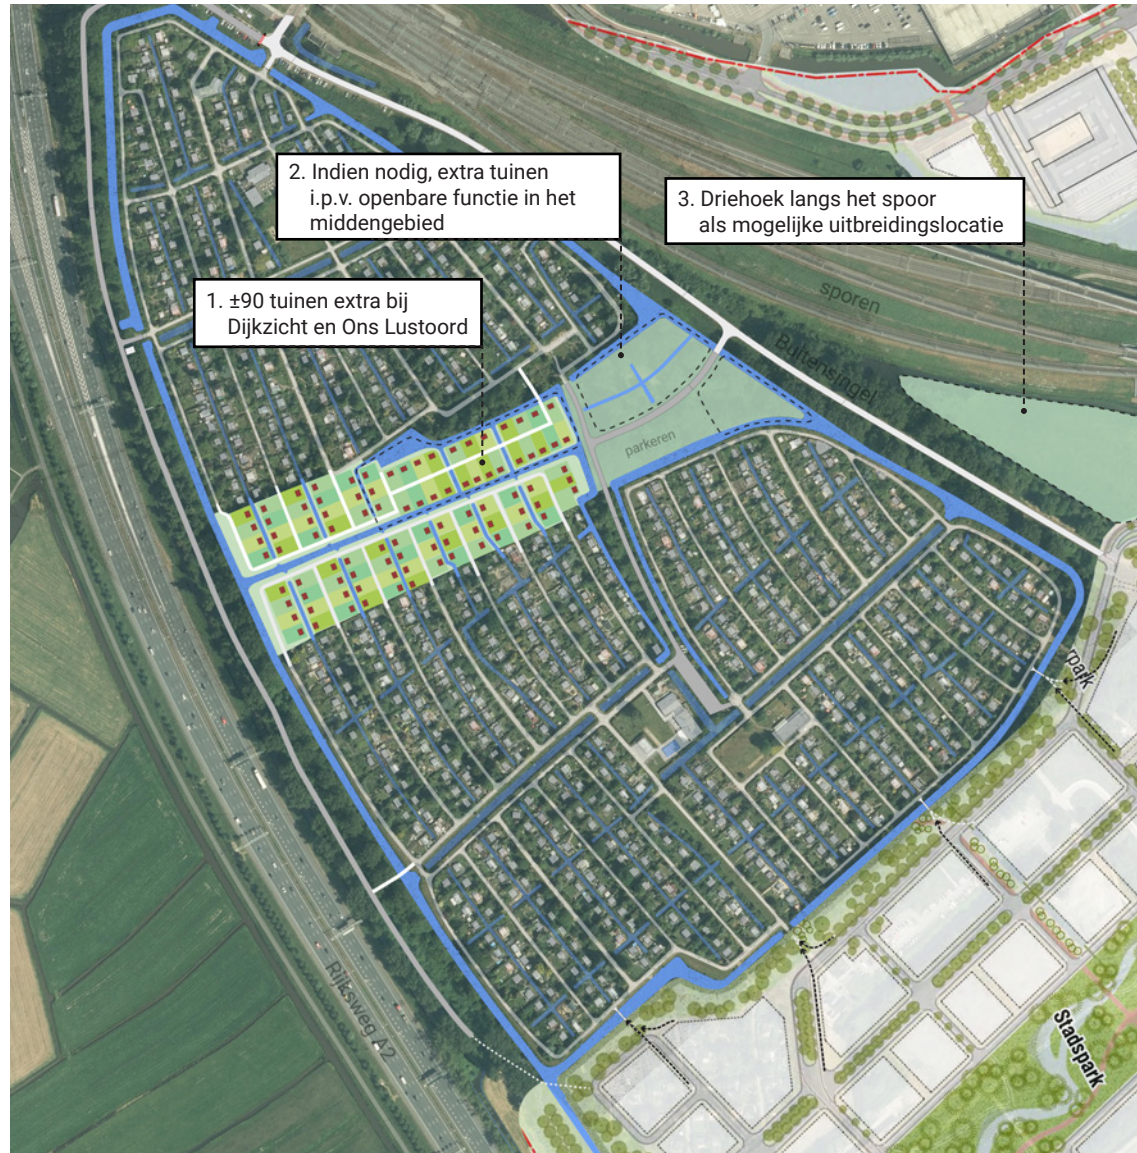 2. Indien nodig, extra tuinen
i.p.v. openbare functie in het
middengebied
3. Driehoek langs het spoor
als mogelijke uitbreidingslocatie
1. ±90 tuinen extra bij
Dijkzicht en Ons Lustoord
sporen
Buitensingel
parkeren
rpark
Rijksweg A2
Stadspark